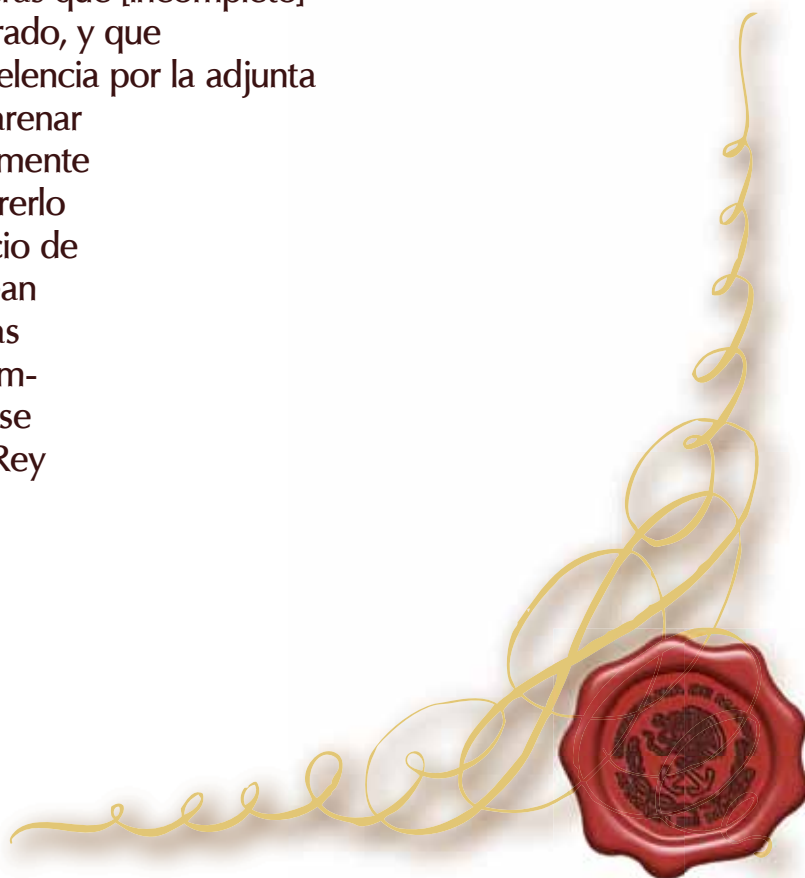 ras que [incompleto]
rado, y que
elencia por la adjunta
arenar
mente
rerlo
cio de
an
as
m-
se
Rey